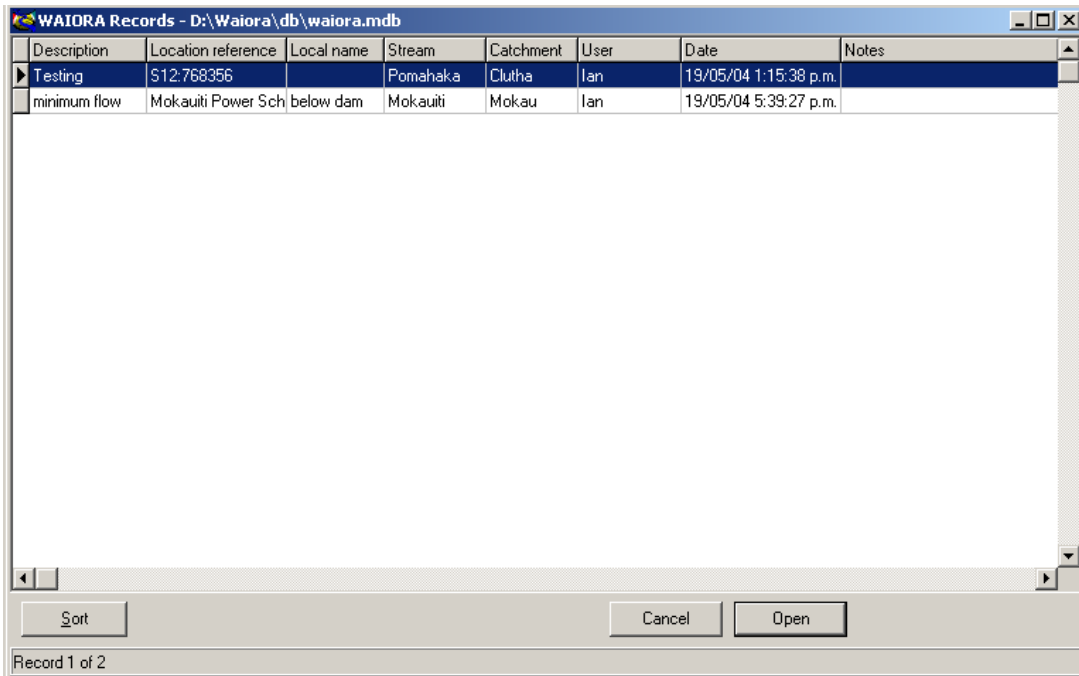 WAIORA Records - D:\Waiora\db\waiora.mdb
Description Location reference Local name Stream Catchment User Date Notes
Testing S12:768356 Pomahaka Clutha Ian 19/05/04 1:15:38 p.m.
minimum flow Mokauiti Power Sch below dam Mokauiti Mokau Ian 19/05/04 5:39:27 p.m.
Sort Cancel Open
Record 1 of 2